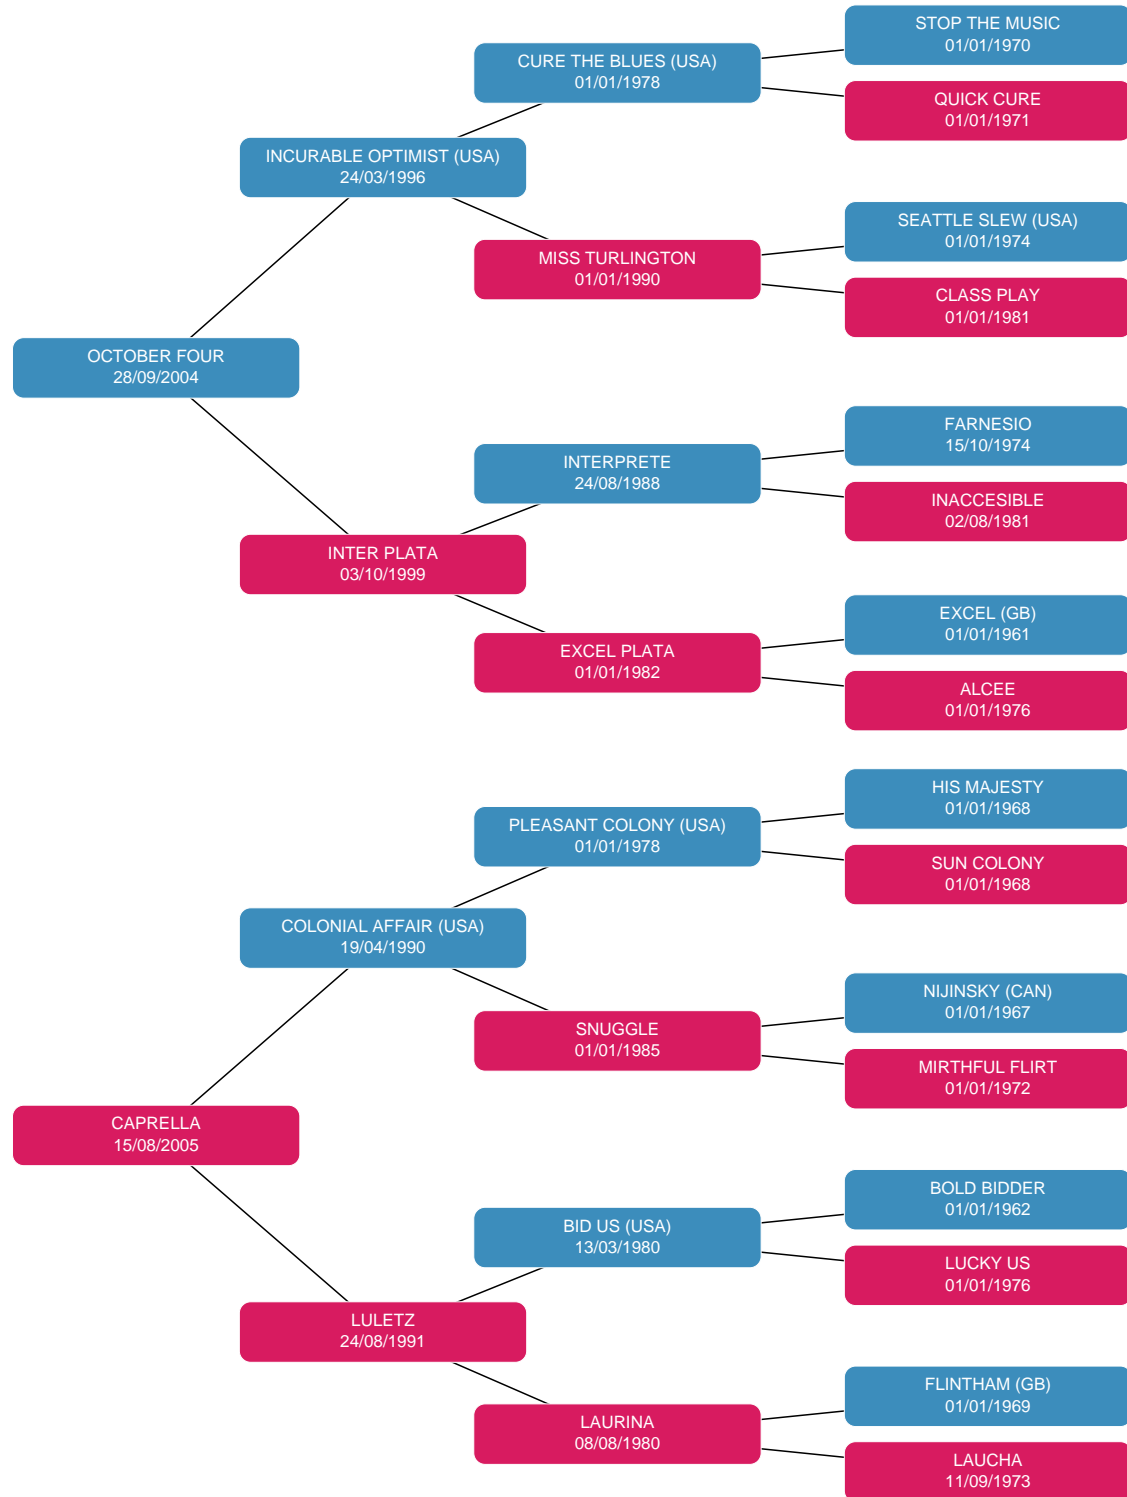 STOP THE MUSIC
01/01/1970
CURE THE BLUES (USA)
01/01/1978
QUICK CURE
01/01/1971
INCURABLE OPTIMIST (USA)
24/03/1996
SEATTLE SLEW (USA)
01/01/1974
MISS TURLINGTON
01/01/1990
CLASS PLAY
01/01/1981
OCTOBER FOUR
28/09/2004
FARNESIO
15/10/1974
INTERPRETE
24/08/1988
INACCESIBLE
02/08/1981
INTER PLATA
03/10/1999
EXCEL (GB)
01/01/1961
EXCEL PLATA
01/01/1982
ALCEE
01/01/1976
HIS MAJESTY
01/01/1968
PLEASANT COLONY (USA)
01/01/1978
SUN COLONY
01/01/1968
COLONIAL AFFAIR (USA)
19/04/1990
NIJINSKY (CAN)
01/01/1967
SNUGGLE
01/01/1985
MIRTHFUL FLIRT
01/01/1972
CAPRELLA
15/08/2005
BOLD BIDDER
01/01/1962
BID US (USA)
13/03/1980
LUCKY US
01/01/1976
LULETZ
24/08/1991
FLINTHAM (GB)
01/01/1969
LAURINA
08/08/1980
LAUCHA
11/09/1973